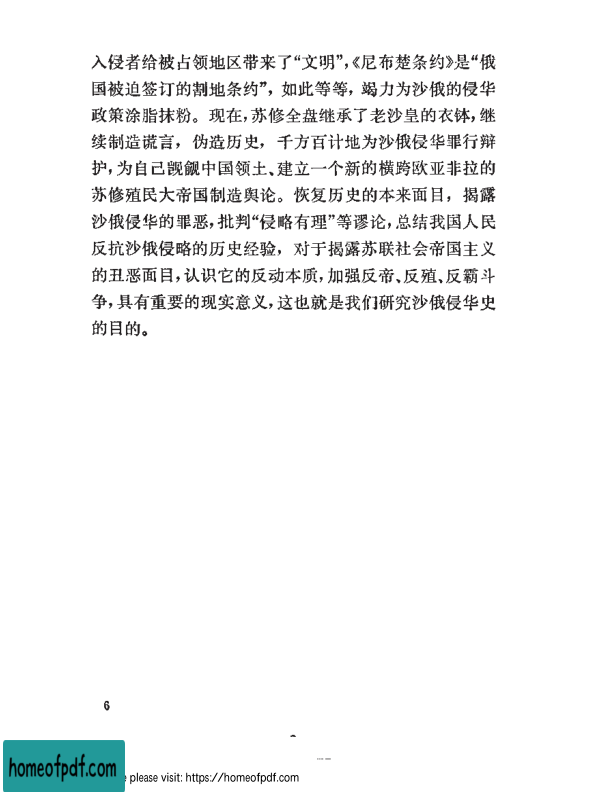 入侵者给被占领地区带来了“文明”，《尼布楚条约》是“俄
国被迫签订的割地条约”，如此等等，竭力为沙俄的侵华
政策涂脂抹粉。现在，苏修全盘继承了老沙皇的衣钵，继
续制造谎言，伪造历史，千方百计地为沙俄侵华罪行辩
护，为自己觊觎中国领土、建立一个新的横跨欧亚非拉的
苏修殖民大帝国制造舆论。恢复历史的本来面目，揭露
沙俄侵华的罪恶，批判“侵略有理”等谬论，总结我国人民
反抗沙俄侵略的历史经验，对于揭露苏联社会帝国主义
的丑恶面目，认识它的反动本质，加强反帝、反殖、反霸斗
争，具有重要的现实意义，这也就是我们研究沙俄侵华史
的目的。
6
homeofpdf.com
e please visit: https://homeofpdf.com